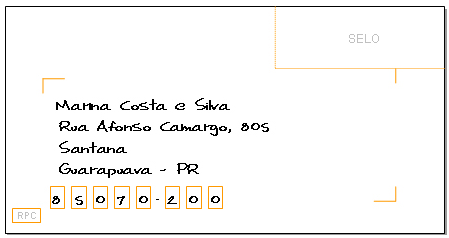 SELO
Marina Costa e Silva
Rua Afonso Camargo, 805
Santana
Guarapuava - PR
85070-200
RPC